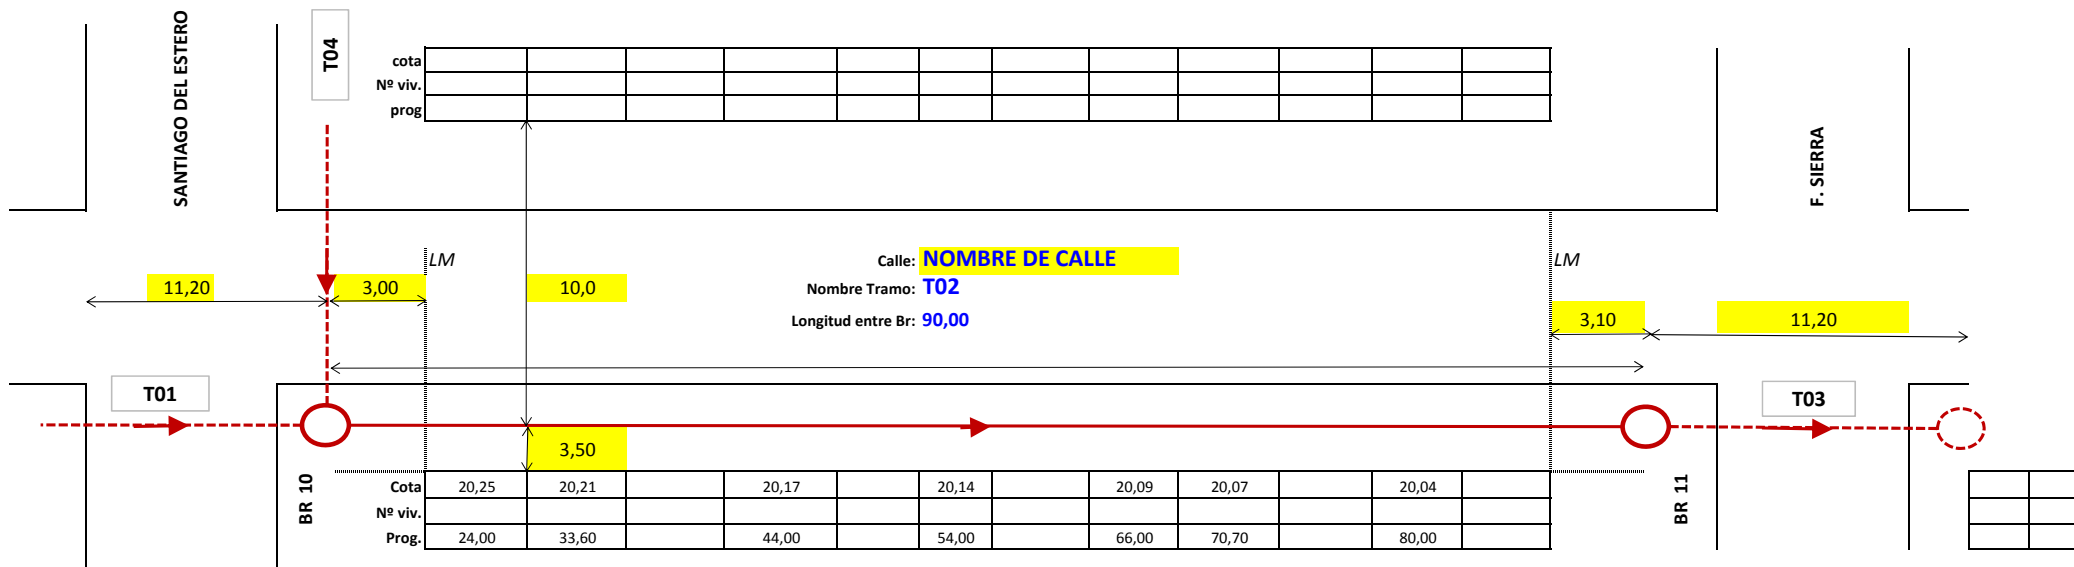 SANTIAGO DEL ESTERO
T04
cota
Nº viv.
prog
F. SIERRA
LM
Calle: NOMBRE DE CALLE
LM
11,20
3,00
10,0
Nombre Tramo: T02
Longitud entre Br: 90,00
3,10
11,20
T01
T03
3,50
BR 10
Cota 20,25 20,21 20,17 20,14 20,09 20,07 20,04
Nº viv.
Prog. 24,00 33,60 44,00 54,00 66,00 70,70 80,00
BR 11